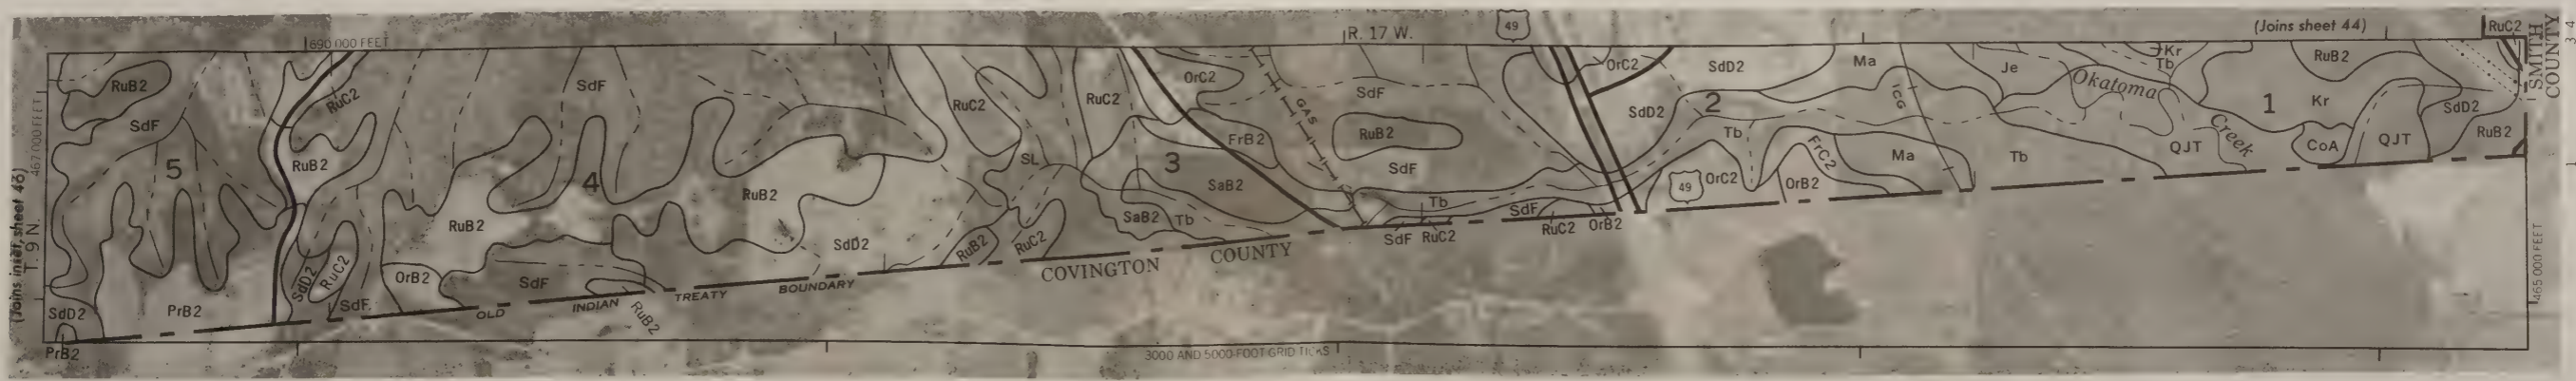 690 000 FEET
R. 17 W.
49
(Joins sheet 44)
RuC2
SMITH COUNTY
467 000 FEET
(Joins inset, sheet 43)
T. 9 N.
RuB2
SdF
5
RuC2
RuB2
SdF
4
RuB2
RuB2
SdD2
RuC2
SL
RuC2
OrC2
3
FrB2
SaB2
SaB2
Tb
GAS
SdF
RuB2
SdF
Tb
SdF
OrC2
SdD2
SdD2
2
Ma
ICG
Je
Tb
FrC2
Ma
OrC2
49
OrB2
Kr
Tb
Okatoma
Creek
Tb
QJT
1
Kr
RuB2
CoA
QJT
SdD2
RuB2
SdD2
PrB2
PrB2
SdD2
RuC2
SdF
OrB2
SdF
RuB2
RuB2
RuC2
SdF
RuC2
RuC2
OrB2
OLD INDIAN TREATY BOUNDARY
COVINGTON COUNTY
465 000 FEET
3000 AND 5000-FOOT GRID TICKS